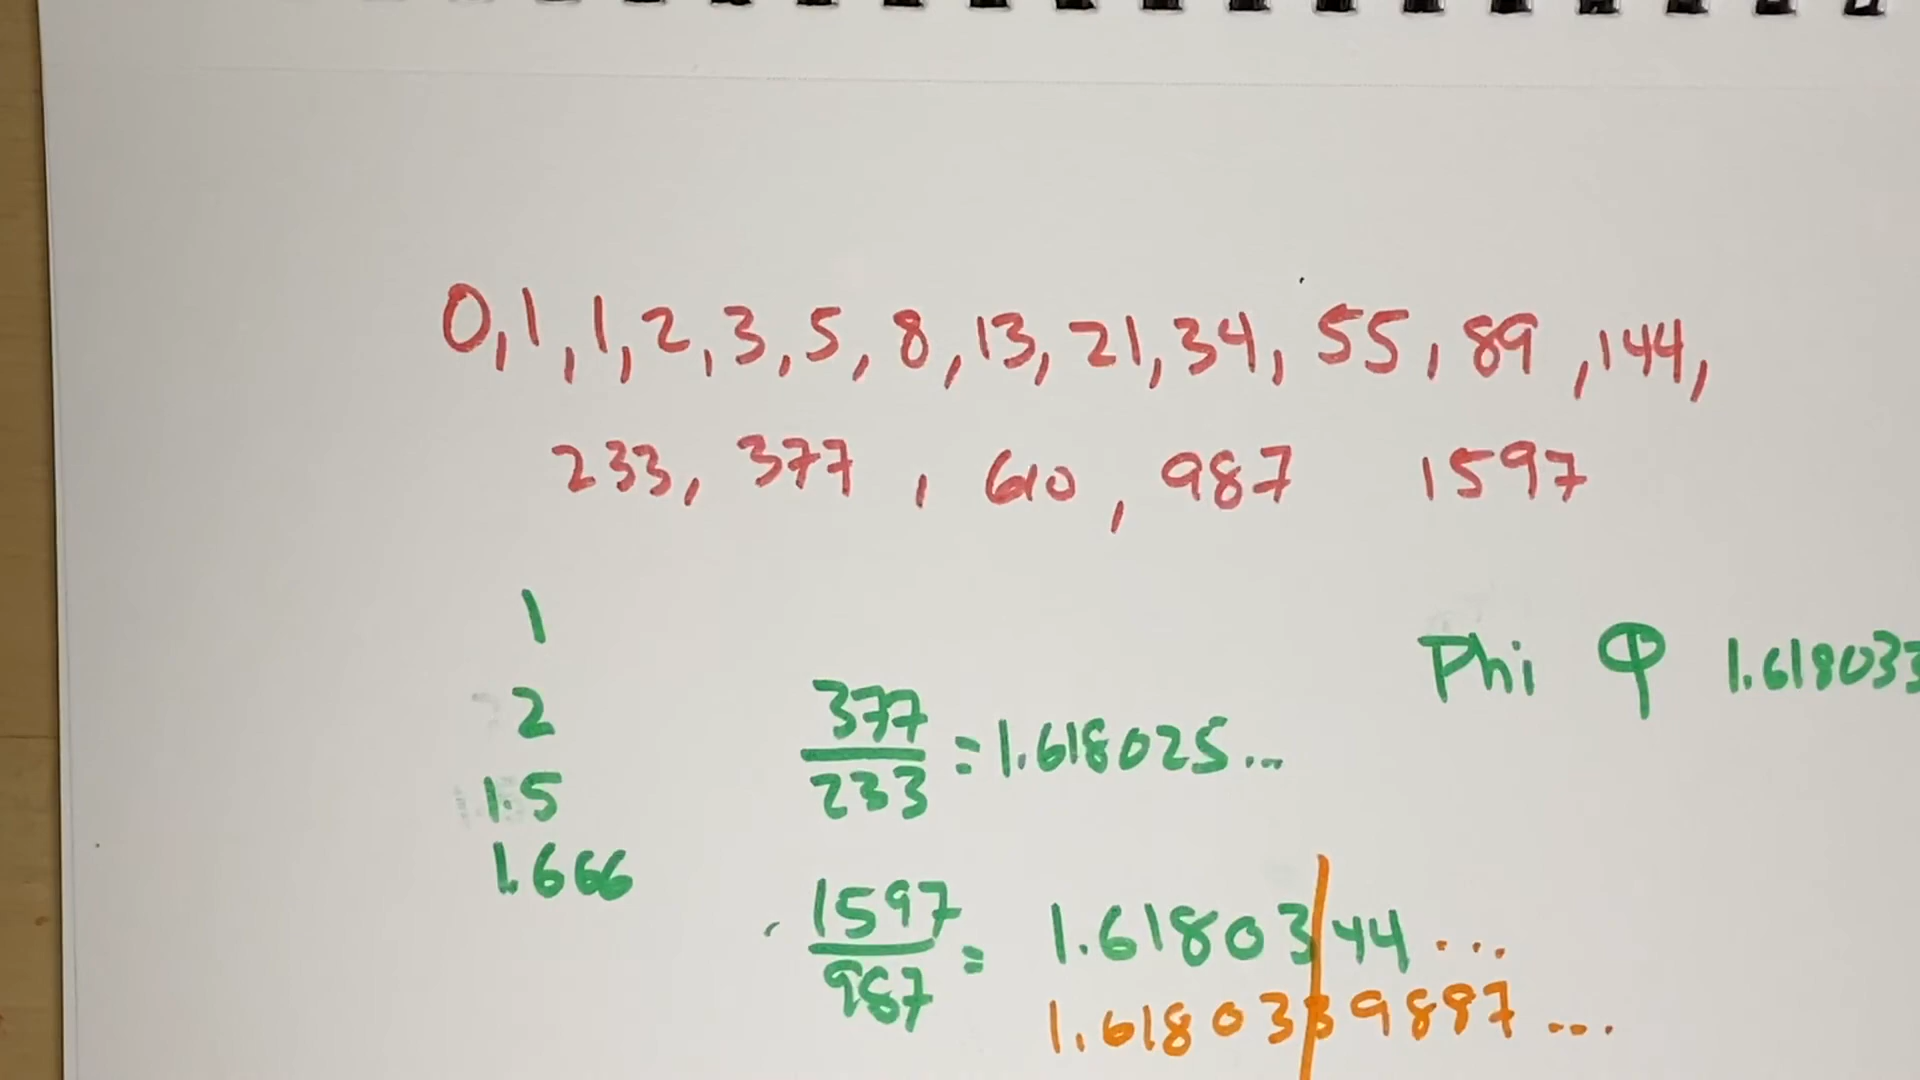 0, 1, 1, 2, 3, 5, 8, 13, 21, 34, 55, 89, 144,
233, 377, 610, 987 1597
1
Phi φ 1.618033
2
377
— = 1.618025...
233
1.5
1.666
1597
— = 1.6180344...
987
1.6180339887...